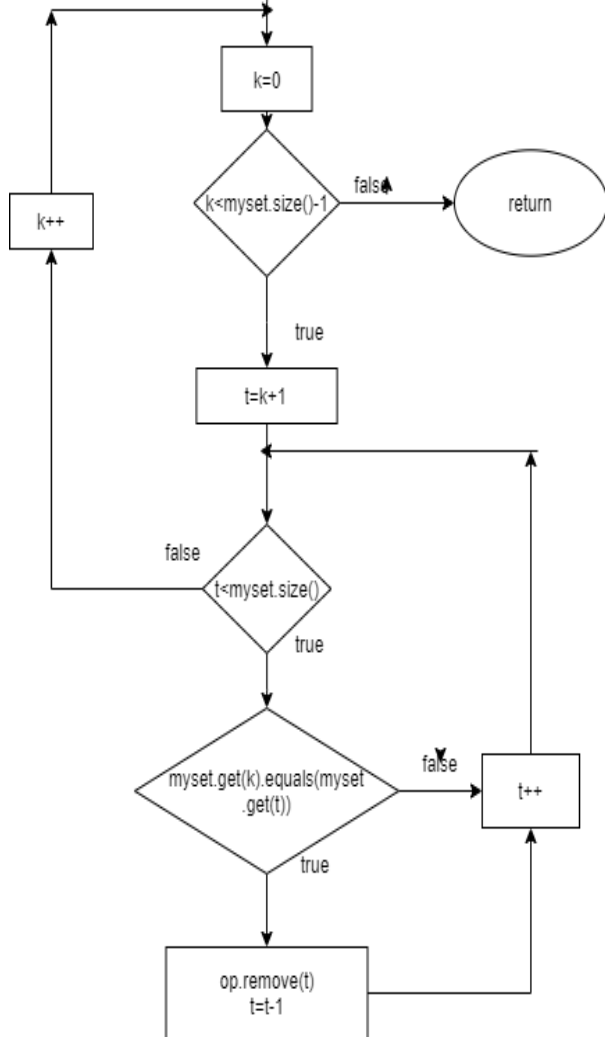 k=0
k<myset.size()-1
false
return
k++
true
t=k+1
false
t<myset.size()
true
myset.get(k).equals(myset
.get(t))
false
t++
true
op.remove(t)
t=t-1